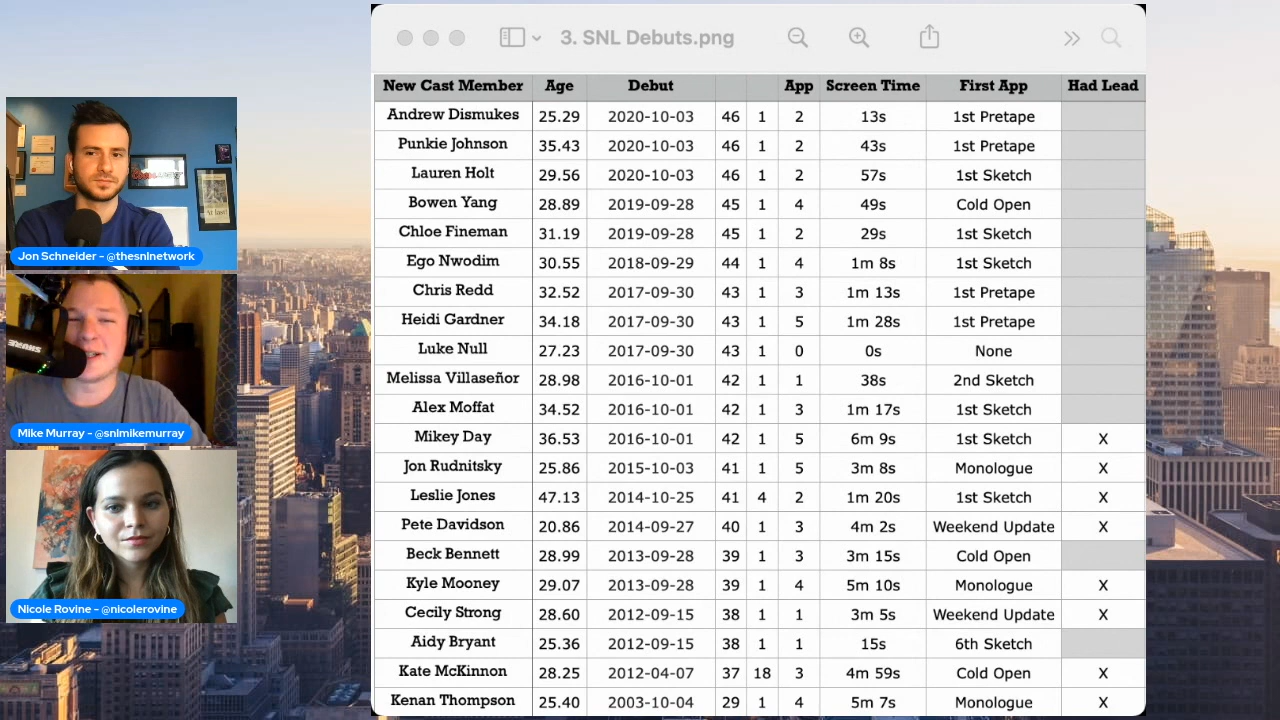 3. SNL Debuts.png
New Cast Member Age Debut App Screen Time First App Had Lead
Andrew Dismukes 25.29 2020-10-03 46 1 2 13s 1st Pretape
Punkie Johnson 35.43 2020-10-03 46 1 2 43s 1st Pretape
Lauren Holt 29.56 2020-10-03 46 1 2 57s 1st Sketch
Bowen Yang 28.89 2019-09-28 45 1 4 49s Cold Open
Chloe Fineman 31.19 2019-09-28 45 1 2 29s 1st Sketch
Ego Nwodim 30.55 2018-09-29 44 1 4 1m 8s 1st Sketch
Chris Redd 32.52 2017-09-30 43 1 3 1m 13s 1st Pretape
Heidi Gardner 34.18 2017-09-30 43 1 5 1m 28s 1st Pretape
Luke Null 27.23 2017-09-30 43 1 0 0s None
Melissa Villaseñor 28.98 2016-10-01 42 1 1 38s 2nd Sketch
Alex Moffat 34.52 2016-10-01 42 1 3 1m 17s 1st Sketch
Mikey Day 36.53 2016-10-01 42 1 5 6m 9s 1st Sketch X
Jon Rudnitsky 25.86 2015-10-03 41 1 5 3m 8s Monologue X
Leslie Jones 47.13 2014-10-25 41 4 2 1m 20s 1st Sketch X
Pete Davidson 20.86 2014-09-27 40 1 3 4m 2s Weekend Update X
Beck Bennett 28.99 2013-09-28 39 1 3 3m 15s Cold Open
Kyle Mooney 29.07 2013-09-28 39 1 4 5m 10s Monologue X
Cecily Strong 28.60 2012-09-15 38 1 1 3m 5s Weekend Update X
Aidy Bryant 25.36 2012-09-15 38 1 1 15s 6th Sketch
Kate McKinnon 28.25 2012-04-07 37 18 3 4m 59s Cold Open X
Kenan Thompson 25.40 2003-10-04 29 1 4 5m 7s Monologue X
Jon Schneider - @thesnlnetwork
SHURE
Mike Murray - @snlmikemurray
Nicole Rovine - @nicolerovine